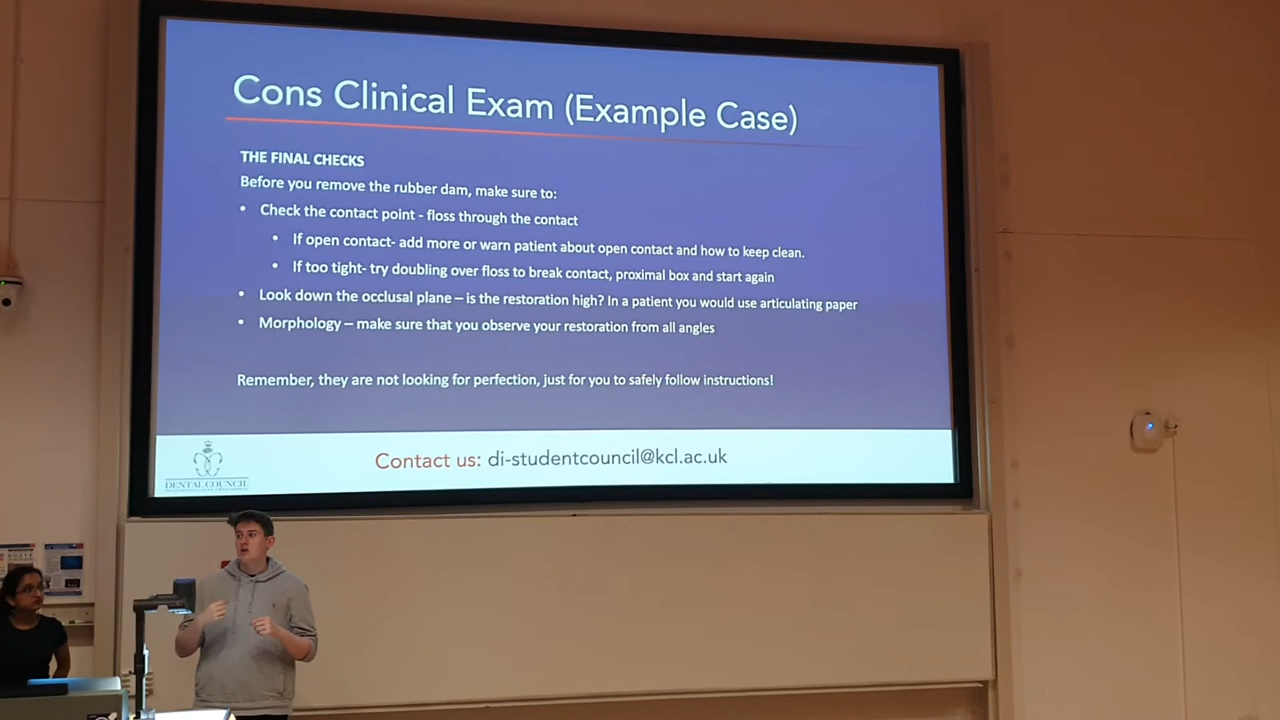 Cons Clinical Exam (Example Case)
THE FINAL CHECKS
Before you remove the rubber dam, make sure to:
• Check the contact point - floss through the contact
• If open contact- add more or warn patient about open contact and how to keep clean.
• If too tight- try doubling over floss to break contact, proximal box and start again
• Look down the occlusal plane – is the restoration high? In a patient you would use articulating paper
• Morphology – make sure that you observe your restoration from all angles
Remember, they are not looking for perfection, just for you to safely follow instructions!
DENTAL COUNCIL
Contact us: di-studentcouncil@kcl.ac.uk